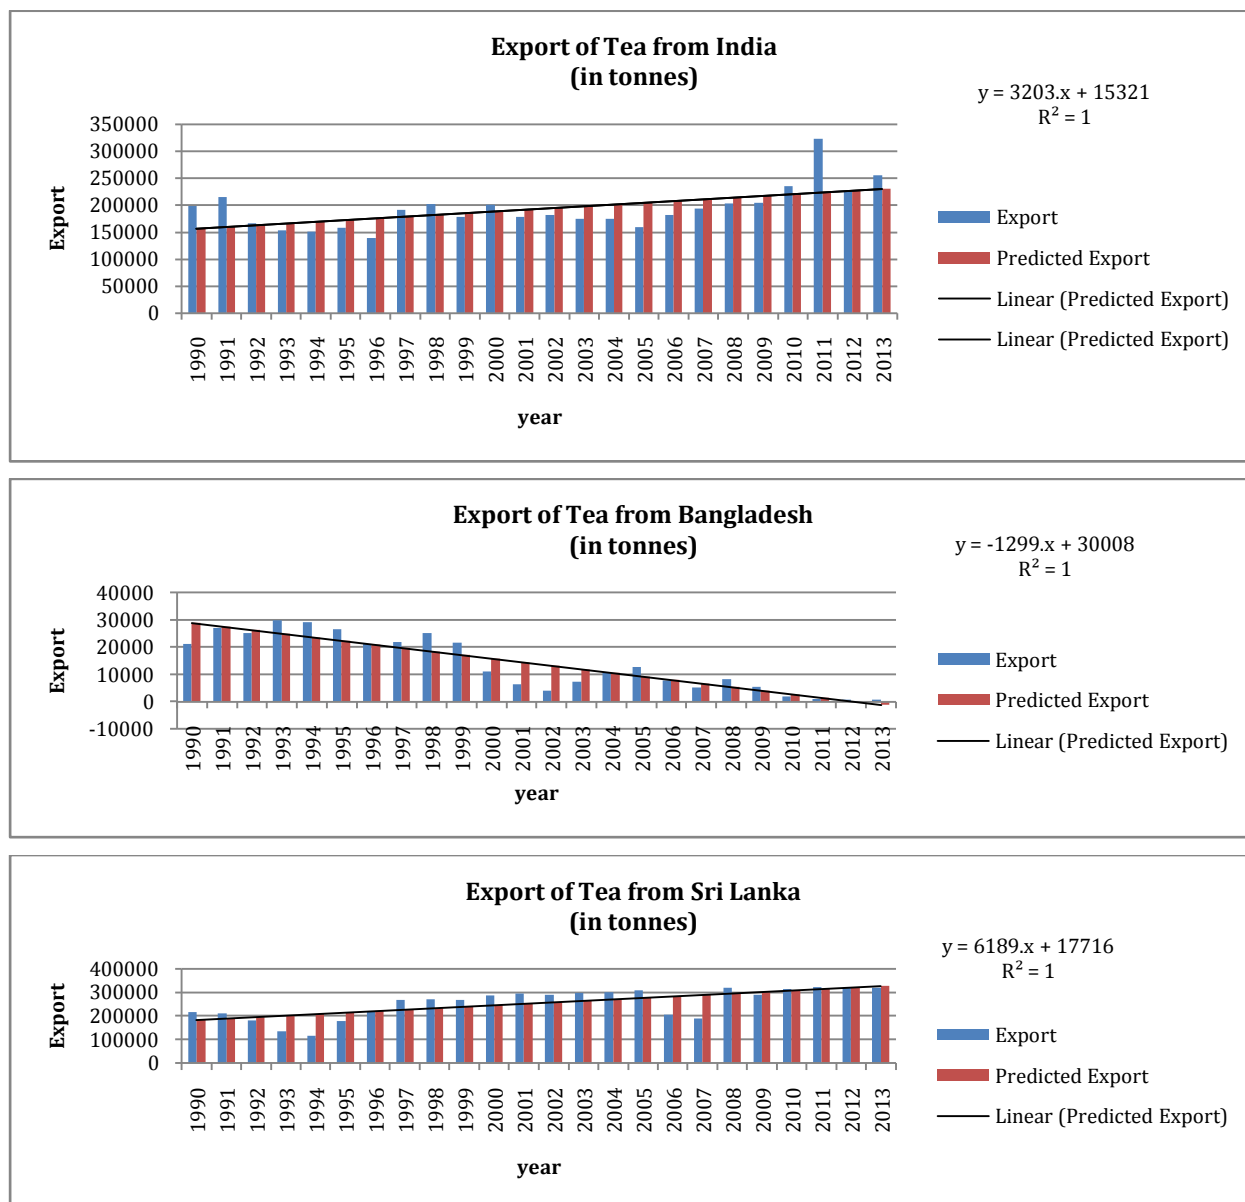 Export of Tea from India
(in tonnes)
y = 3203.x + 15321
R² = 1
350000
300000
250000
200000
150000
100000
50000
0
Export
1990 1991 1992 1993 1994 1995 1996 1997 1998 1999 2000 2001 2002 2003 2004 2005 2006 2007 2008 2009 2010 2011 2012 2013
year
Export
Predicted Export
Linear (Predicted Export)
Linear (Predicted Export)
Export of Tea from Bangladesh
(in tonnes)
y = -1299.x + 30008
R² = 1
40000
30000
20000
10000
0
-10000
Export
1990 1991 1992 1993 1994 1995 1996 1997 1998 1999 2000 2001 2002 2003 2004 2005 2006 2007 2008 2009 2010 2011 2012 2013
year
Export
Predicted Export
Linear (Predicted Export)
Export of Tea from Sri Lanka
(in tonnes)
y = 6189.x + 17716
R² = 1
400000
300000
200000
100000
0
Export
1990 1991 1992 1993 1994 1995 1996 1997 1998 1999 2000 2001 2002 2003 2004 2005 2006 2007 2008 2009 2010 2011 2012 2013
year
Export
Predicted Export
Linear (Predicted Export)